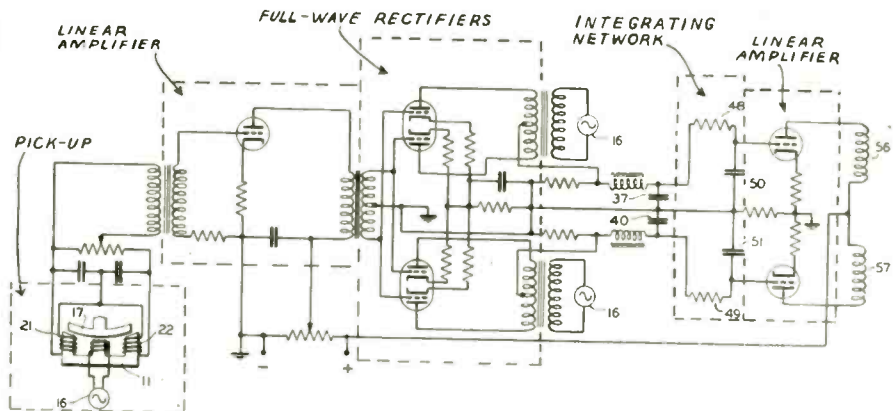 LINEAR
AMPLIFIER
FULL-WAVE RECTIFIERS
INTEGRATING
NETWORK
LINEAR
AMPLIFIER
PICK-UP
16
48
56
37
40
50
51
57
16
49
17
21
22
11
16
- +